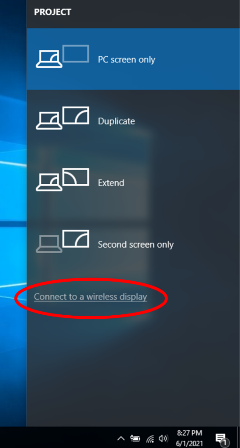 PROJECT
PC screen only
Duplicate
Extend
Second screen only
Connect to a wireless display
8:27 PM
6/1/2021
1